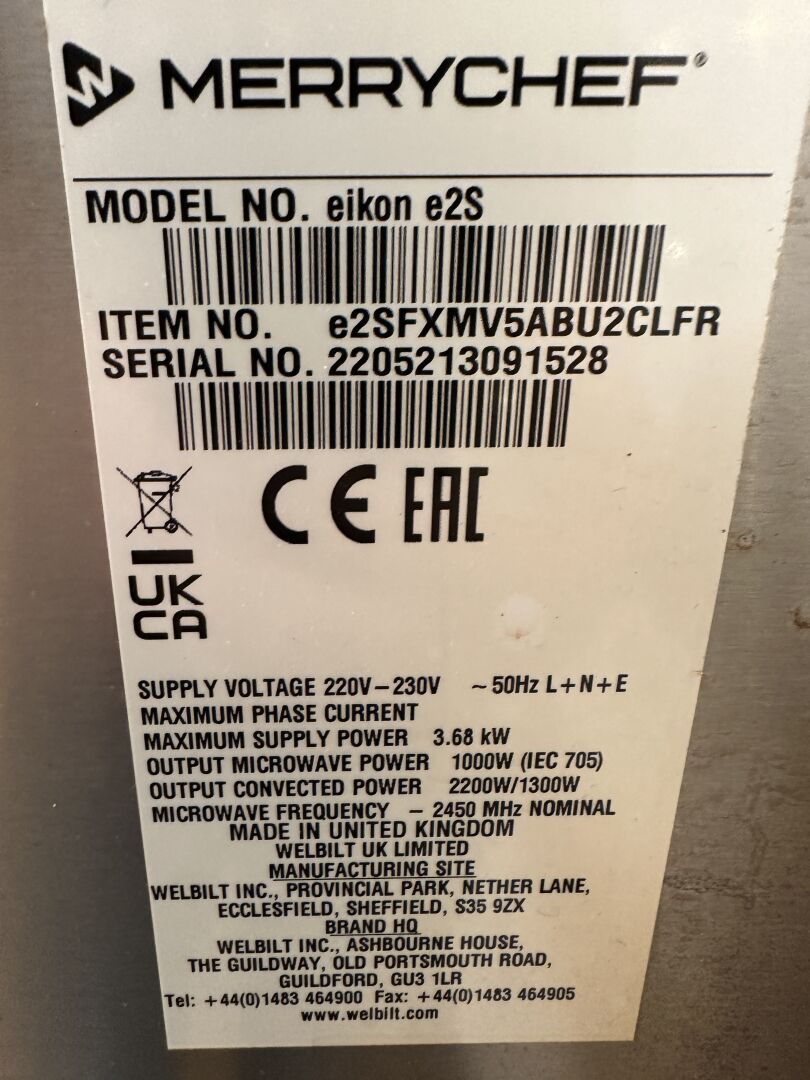 MERRYCHEF®
MODEL NO. eikon e2S
ITEM NO. e2SFXMV5ABU2CLFR
SERIAL NO. 2205213091528
CE EAC
UK
CA
SUPPLY VOLTAGE 220V–230V ~ 50Hz L+N+E
MAXIMUM PHASE CURRENT
MAXIMUM SUPPLY POWER 3.68 kW
OUTPUT MICROWAVE POWER 1000W (IEC 705)
OUTPUT CONVECTED POWER 2200W/1300W
MICROWAVE FREQUENCY – 2450 MHz NOMINAL
MADE IN UNITED KINGDOM
WELBILT UK LIMITED
MANUFACTURING SITE
WELBILT INC., PROVINCIAL PARK, NETHER LANE,
ECCLESFIELD, SHEFFIELD, S35 9ZX
BRAND HQ
WELBILT INC., ASHBOURNE HOUSE,
THE GUILDWAY, OLD PORTSMOUTH ROAD,
GUILDFORD, GU3 1LR
Tel: +44(0)1483 464900 Fax: +44(0)1483 464905
www.welbilt.com